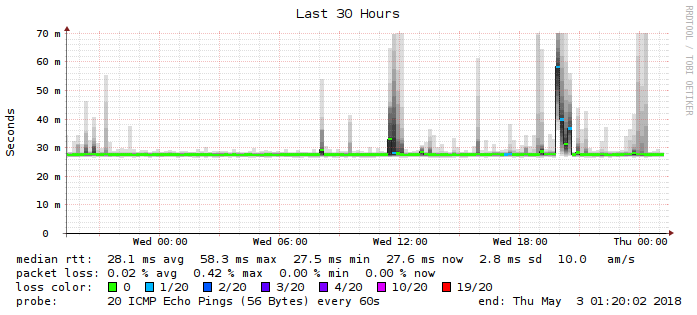 Last 30 Hours
RRDTOOL / TOBI OETIKER
Seconds
70 m
60 m
50 m
40 m
30 m
20 m
10 m
0
Wed 00:00 Wed 06:00 Wed 12:00 Wed 18:00 Thu 00:00
median rtt: 28.1 ms avg 58.3 ms max 27.5 ms min 27.6 ms now 2.8 ms sd 10.0 am/s
packet loss: 0.02 % avg 0.42 % max 0.00 % min 0.00 % now
loss color: 0 1/20 2/20 3/20 4/20 10/20 19/20
probe: 20 ICMP Echo Pings (56 Bytes) every 60s end: Thu May 3 01:20:02 2018